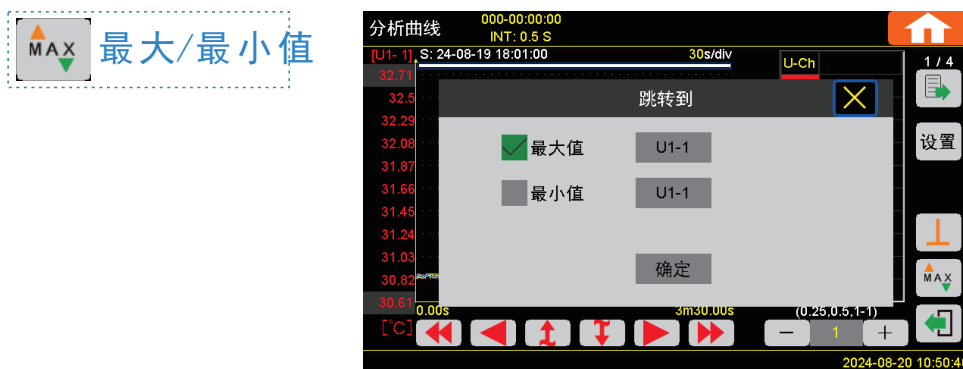 MAX 最大/最小值
分析曲线
000-00:00:00
INT: 0.5 S
[U1- 1] S: 24-08-19 18:01:00 30s/div
U-Ch
1 / 4
32.71
32.5
32.29
32.08
31.87
31.66
31.45
31.24
31.03
30.82
30.61
[°C]
跳转到
最大值 U1-1
最小值 U1-1
确定
设置
MAX
0.00s 3m30.00s (0.25,0.5,1-1)
− 1 +
2024-08-20 10:50:46